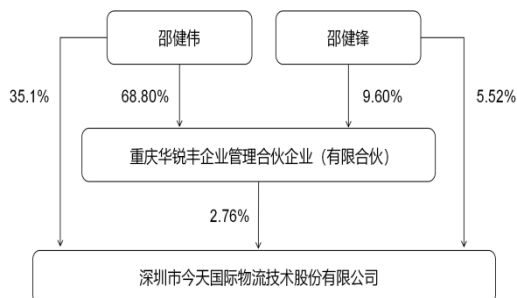 邵健伟
邵健锋
35.1%
68.80%
9.60%
5.52%
重庆华锐丰企业管理合伙企业（有限合伙）
2.76%
深圳市今天国际物流技术股份有限公司